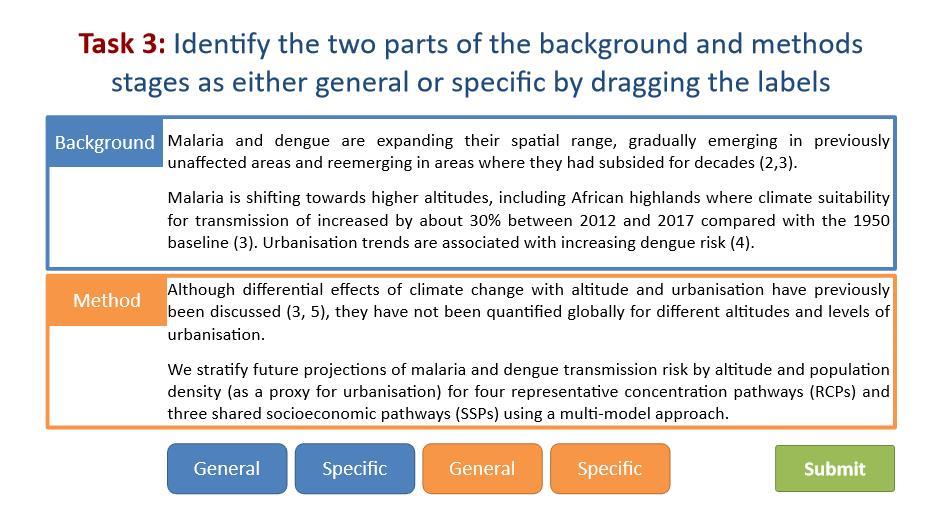 Task 3: Identify the two parts of the background and methods
stages as either general or specific by dragging the labels
Background
Malaria and dengue are expanding their spatial range, gradually emerging in previously
unaffected areas and reemerging in areas where they had subsided for decades (2,3).
Malaria is shifting towards higher altitudes, including African highlands where climate suitability
for transmission of increased by about 30% between 2012 and 2017 compared with the 1950
baseline (3). Urbanisation trends are associated with increasing dengue risk (4).
Method
Although differential effects of climate change with altitude and urbanisation have previously
been discussed (3, 5), they have not been quantified globally for different altitudes and levels of
urbanisation.
We stratify future projections of malaria and dengue transmission risk by altitude and population
density (as a proxy for urbanisation) for four representative concentration pathways (RCPs) and
three shared socioeconomic pathways (SSPs) using a multi-model approach.
General Specific General Specific Submit